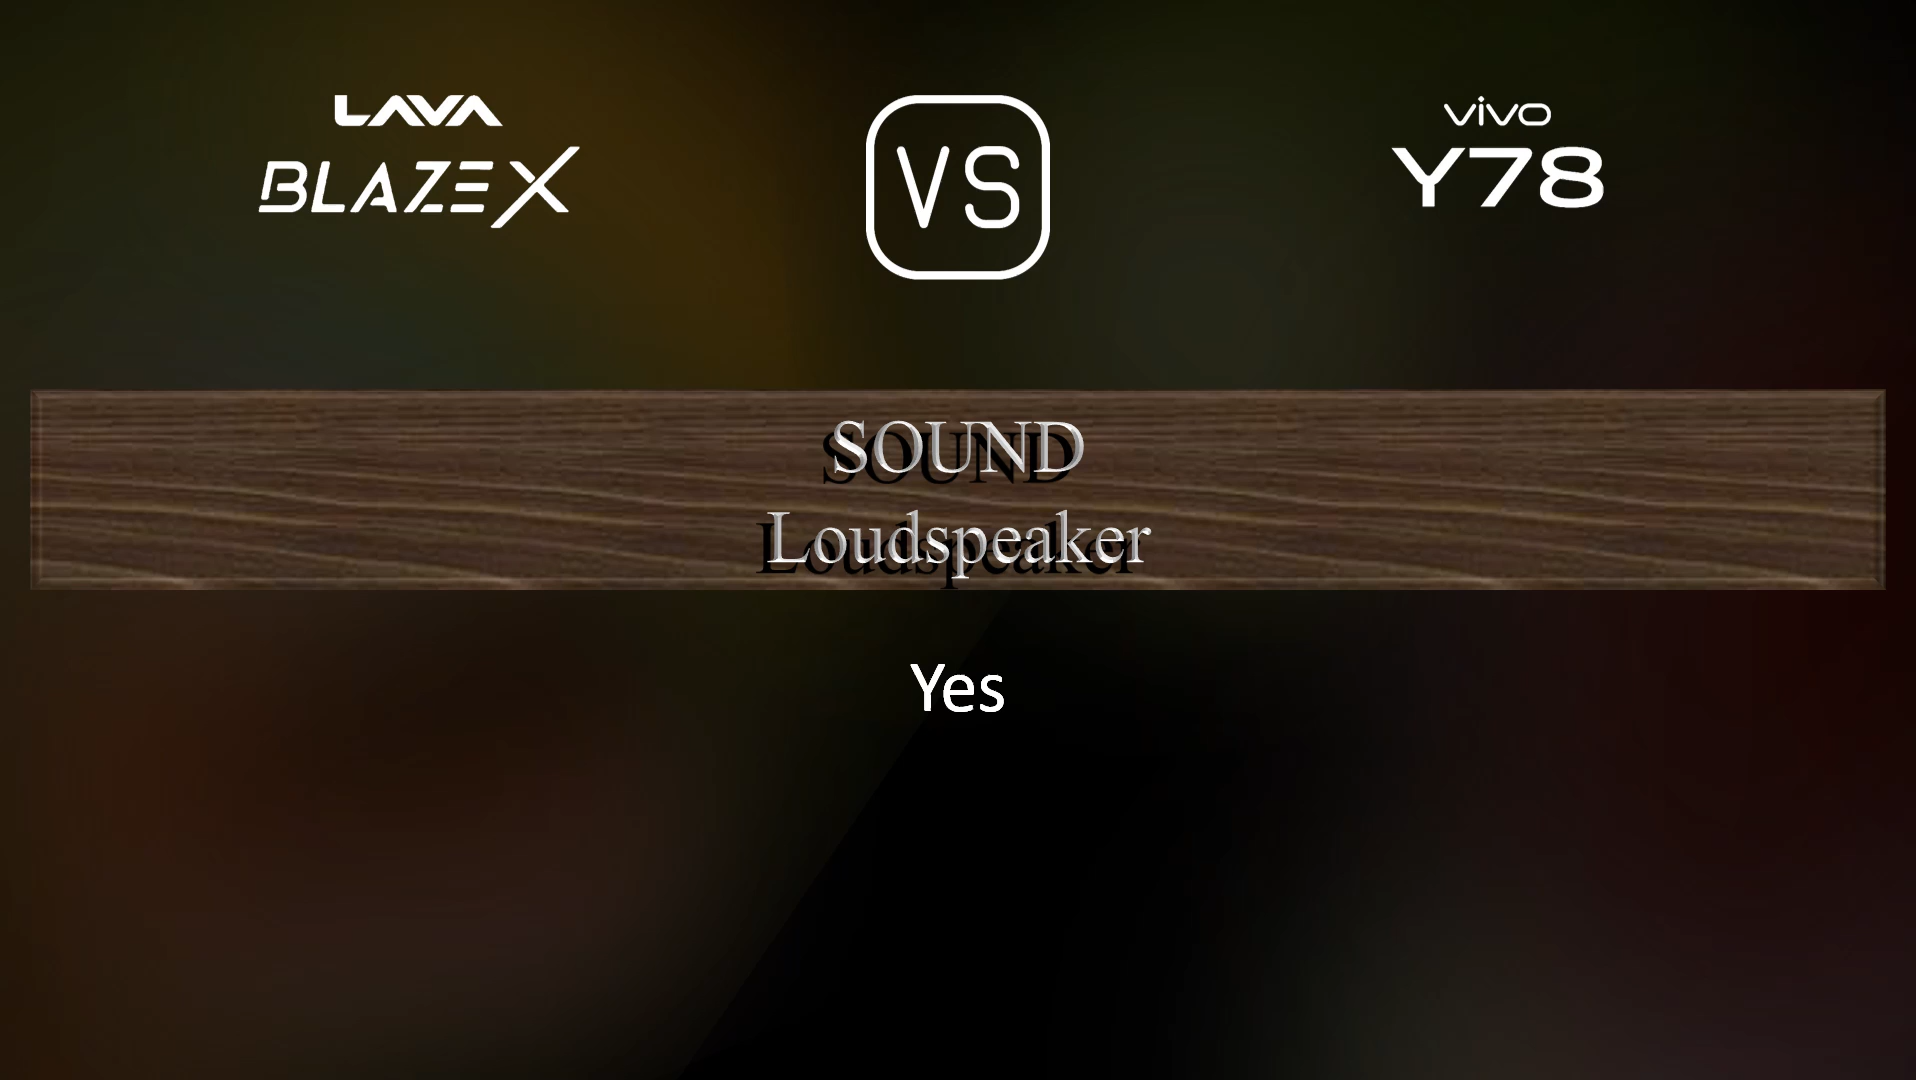 LAVA
BLAZE X
VS
vivo
Y78
SOUND
Loudspeaker
Yes